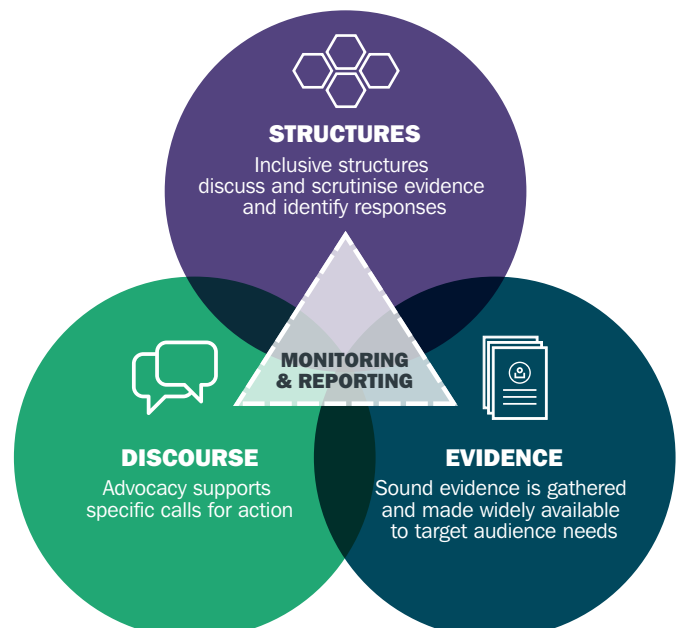 STRUCTURES
Inclusive structures
discuss and scrutinise evidence
and identify responses
MONITORING
& REPORTING
DISCOURSE
Advocacy supports
specific calls for action
EVIDENCE
Sound evidence is gathered
and made widely available
to target audience needs